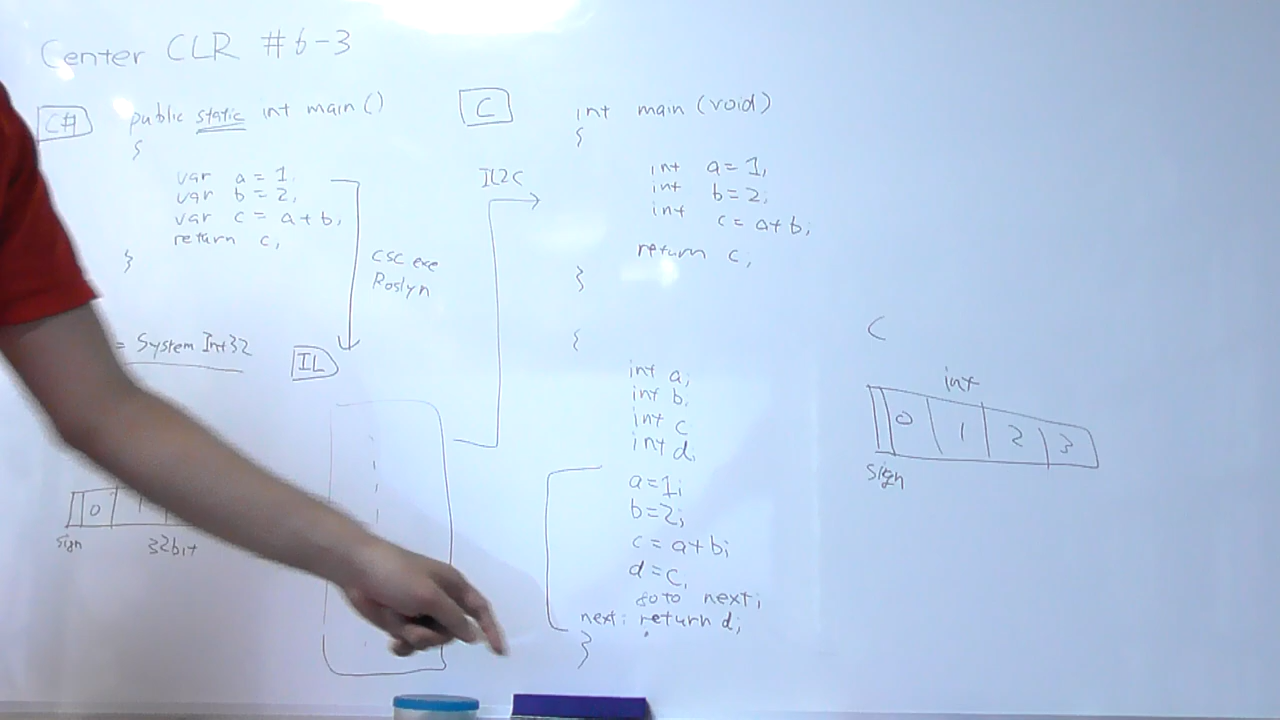 Center CLR #6-3
C#
public static int main()
{
var a = 1;
var b = 2;
var c = a + b;
return c;
}
csc exe
Roslyn
= System Int32
IL
0
sign
32bit
IL2C
C
int main (void)
{
int a = 1,
int b = 2;
int c = a + b;
return c;
}
{
int a;
int b;
int c
int d;
a = 1;
b = 2;
c = a + b;
d = c;
goto next;
next: return d;
}
C
int
0 1 2 3
sign